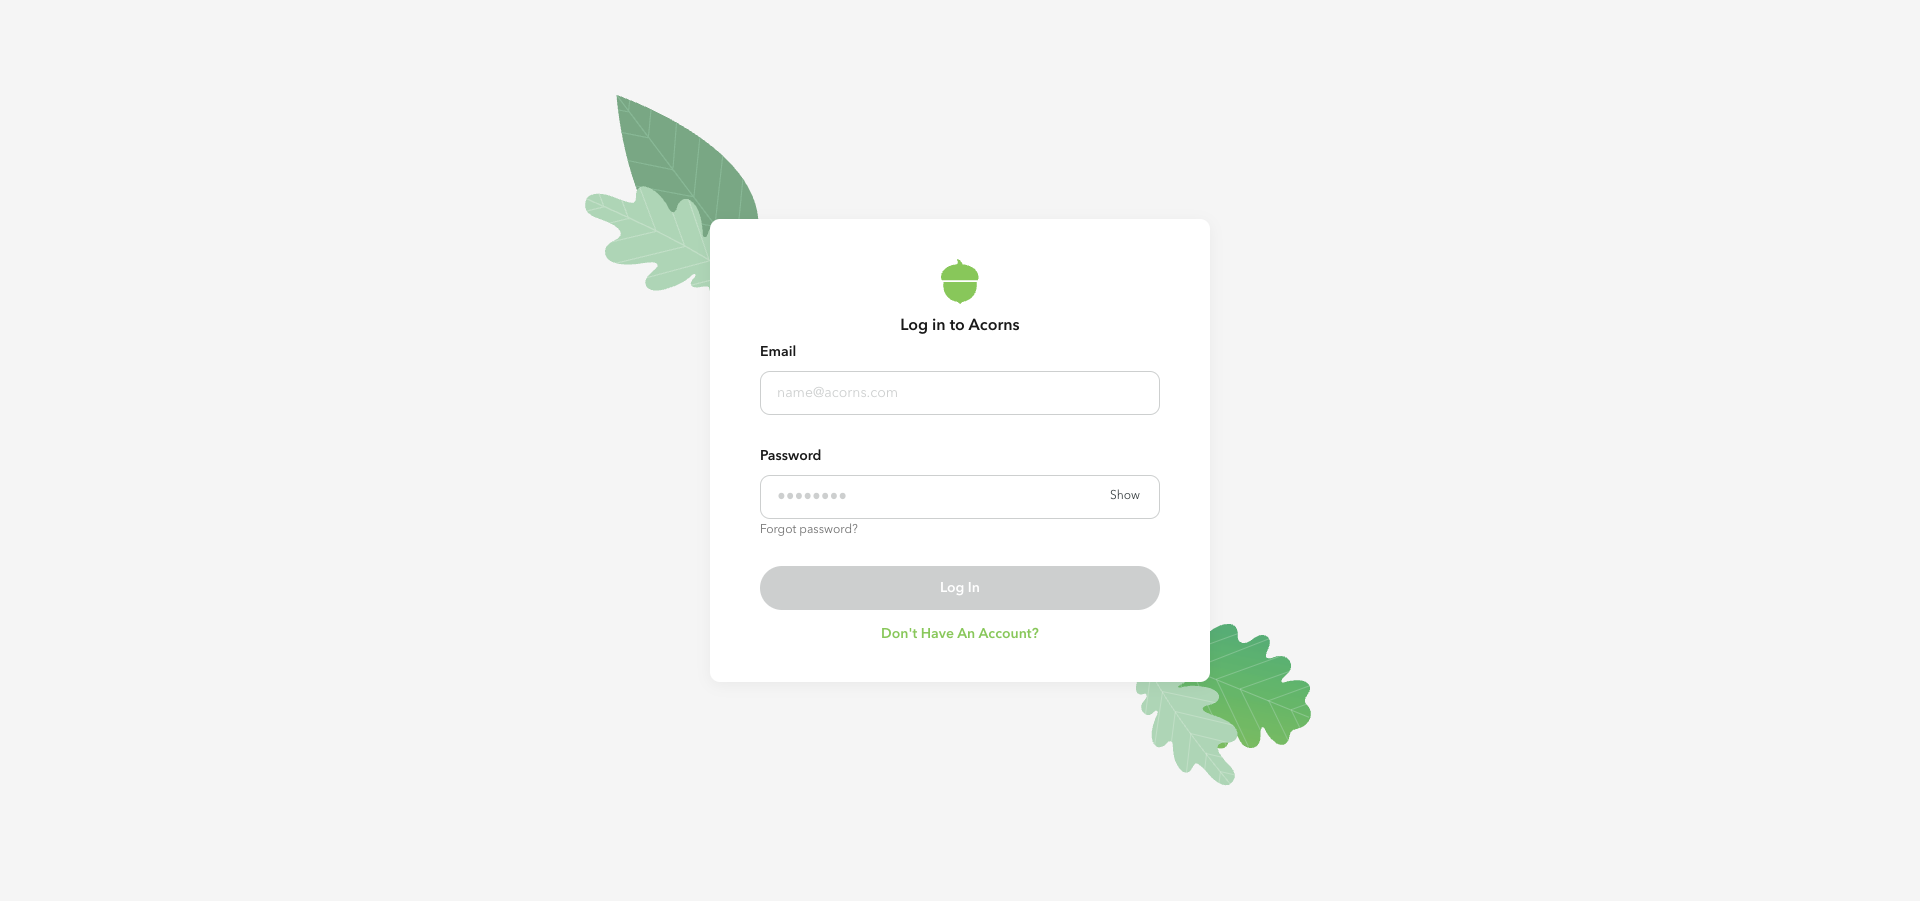 Log in to Acorns
Email
name@acorns.com
Password
●●●●●●●● Show
Forgot password?
Log In
Don't Have An Account?